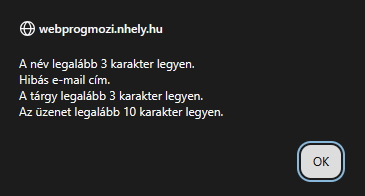 webprogmozi.nhely.hu
A név legalább 3 karakter legyen.
Hibás e-mail cím.
A tárgy legalább 3 karakter legyen.
Az üzenet legalább 10 karakter legyen.
OK